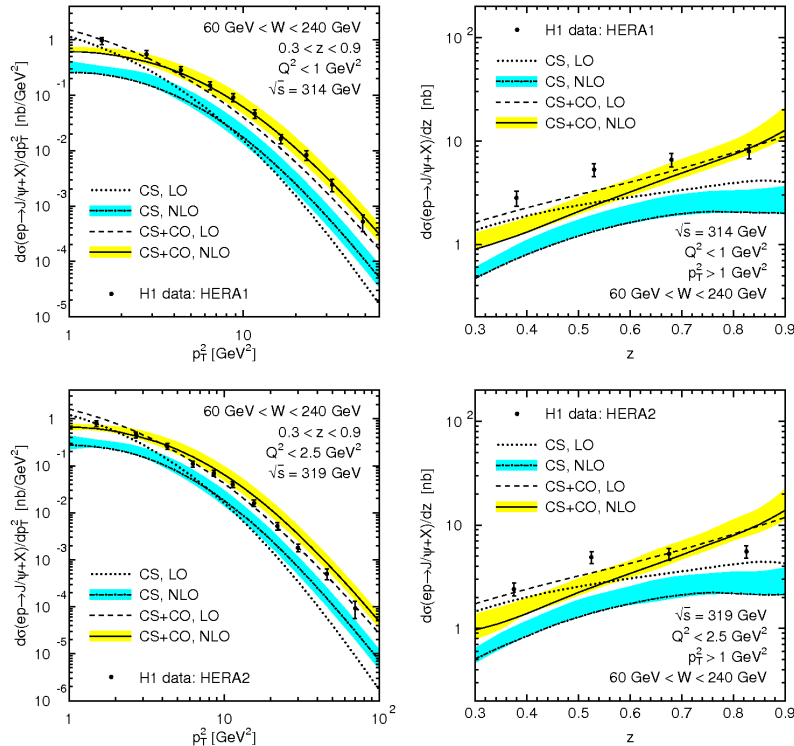 dσ(ep→J/ψ+X)/dp²_T [nb/GeV²]
1
10⁻¹
10⁻²
10⁻³
10⁻⁴
10⁻⁵
60 GeV < W < 240 GeV
0.3 < z < 0.9
Q² < 1 GeV²
√s = 314 GeV
CS, LO
CS, NLO
CS+CO, LO
CS+CO, NLO
H1 data: HERA1
1 10
p²_T [GeV²]
dσ(ep→J/ψ+X)/dz [nb]
10²
10
1
H1 data: HERA1
CS, LO
CS, NLO
CS+CO, LO
CS+CO, NLO
√s = 314 GeV
Q² < 1 GeV²
p²_T > 1 GeV²
60 GeV < W < 240 GeV
0.3 0.4 0.5 0.6 0.7 0.8 0.9
z
dσ(ep→J/ψ+X)/dp²_T [nb/GeV²]
1
10⁻¹
10⁻²
10⁻³
10⁻⁴
10⁻⁵
10⁻⁶
60 GeV < W < 240 GeV
0.3 < z < 0.9
Q² < 2.5 GeV²
√s = 319 GeV
CS, LO
CS, NLO
CS+CO, LO
CS+CO, NLO
H1 data: HERA2
1 10 10²
p²_T [GeV²]
dσ(ep→J/ψ+X)/dz [nb]
10²
10
1
H1 data: HERA2
CS, LO
CS, NLO
CS+CO, LO
CS+CO, NLO
√s = 319 GeV
Q² < 2.5 GeV²
p²_T > 1 GeV²
60 GeV < W < 240 GeV
0.3 0.4 0.5 0.6 0.7 0.8 0.9
z